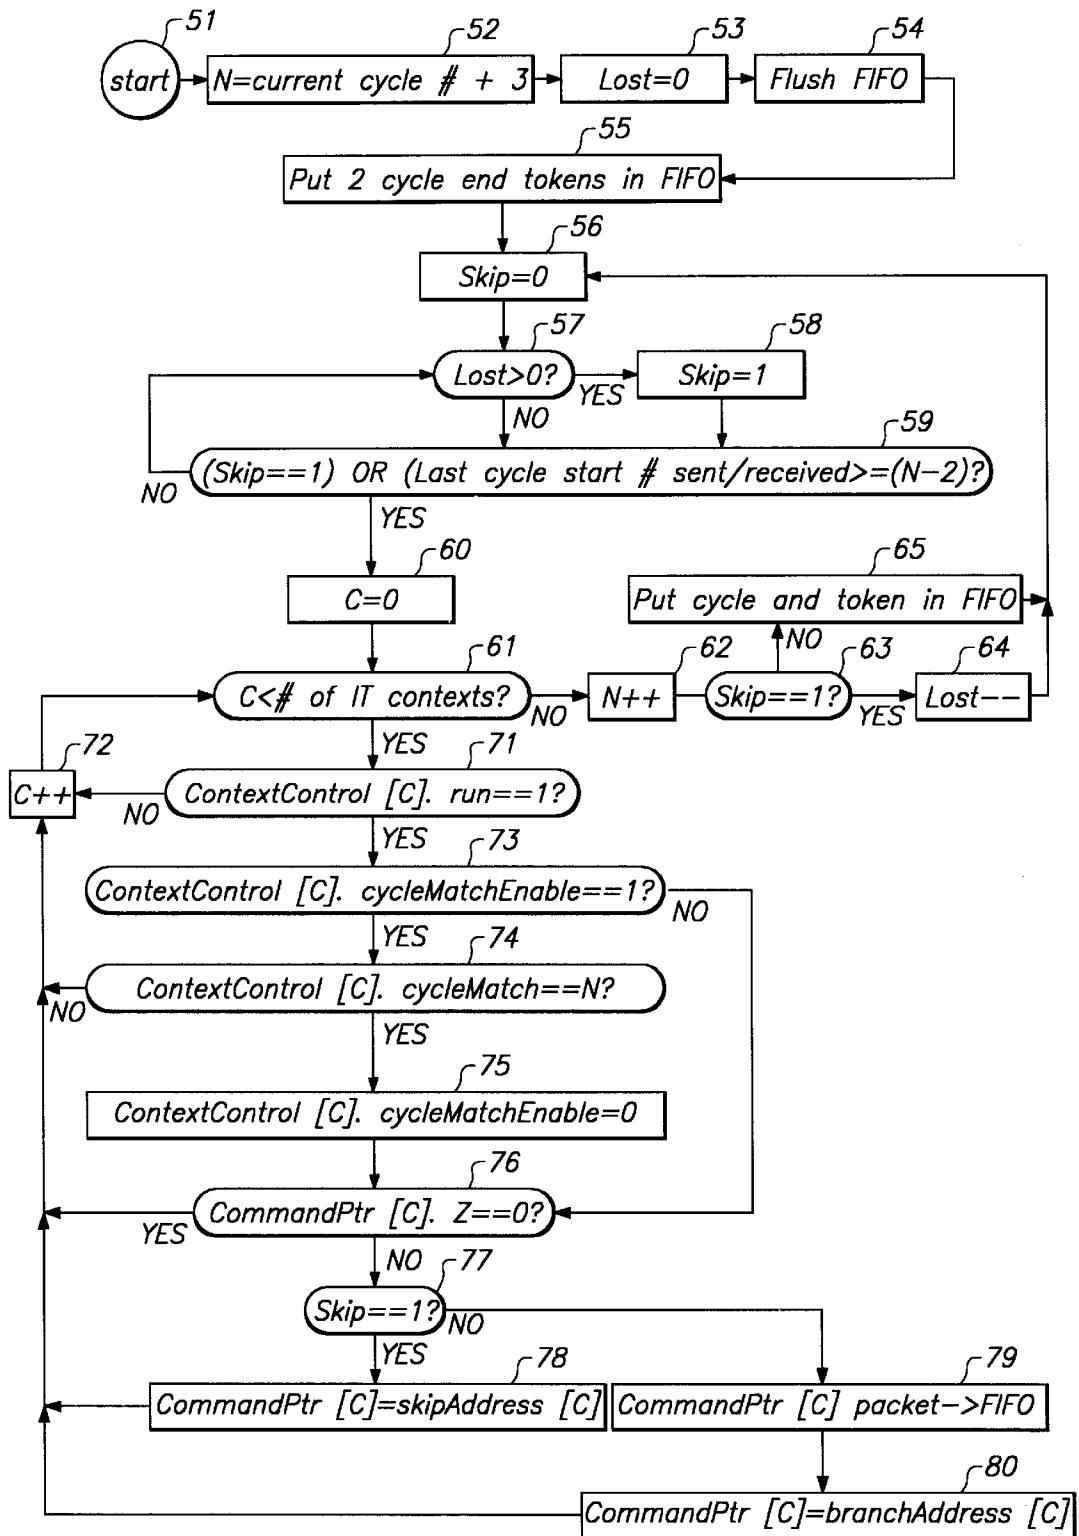 51
52
53
54
start
N=current cycle # + 3
Lost=0
Flush FIFO
55
Put 2 cycle end tokens in FIFO
56
Skip=0
57
58
Lost>0?
YES
Skip=1
NO
59
(Skip==1) OR (Last cycle start # sent/received>=(N-2)?
NO
YES
60
65
C=0
Put cycle and token in FIFO
NO
61
62
63
64
C<# of IT contexts?
NO
N++
Skip==1?
YES
Lost--
YES
72
71
C++
NO
ContextControl [C]. run==1?
YES
73
ContextControl [C]. cycleMatchEnable==1?
NO
YES
74
ContextControl [C]. cycleMatch==N?
NO
YES
75
ContextControl [C]. cycleMatchEnable=0
76
CommandPtr [C]. Z==0?
YES
NO
77
Skip==1?
NO
YES
78
79
CommandPtr [C]=skipAddress [C]
CommandPtr [C] packet->FIFO
80
CommandPtr [C]=branchAddress [C]